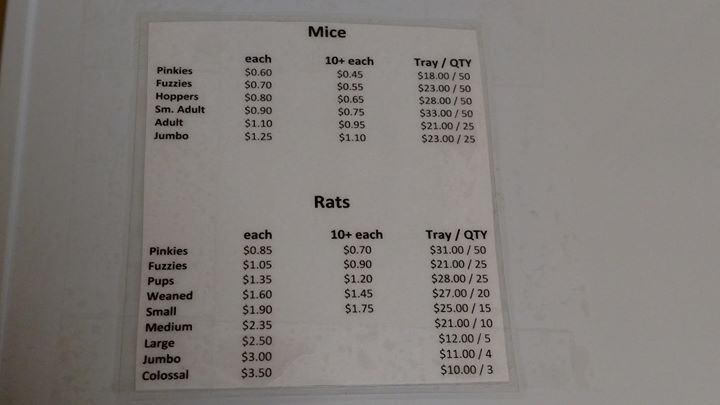 Mice
each 10+ each Tray / QTY
Pinkies $0.60 $0.45 $18.00 / 50
Fuzzies $0.70 $0.55 $23.00 / 50
Hoppers $0.80 $0.65 $28.00 / 50
Sm. Adult $0.90 $0.75 $33.00 / 50
Adult $1.10 $0.95 $21.00 / 25
Jumbo $1.25 $1.10 $23.00 / 25
Rats
each 10+ each Tray / QTY
Pinkies $0.85 $0.70 $31.00 / 50
Fuzzies $1.05 $0.90 $21.00 / 25
Pups $1.35 $1.20 $28.00 / 25
Weaned $1.60 $1.45 $27.00 / 20
Small $1.90 $1.75 $25.00 / 15
Medium $2.35 $21.00 / 10
Large $2.50 $12.00 / 5
Jumbo $3.00 $11.00 / 4
Colossal $3.50 $10.00 / 3